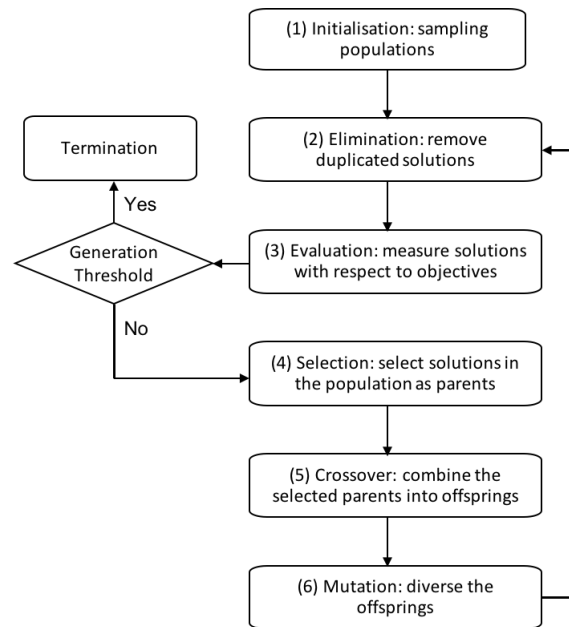 (1) Initialisation: sampling
populations
(2) Elimination: remove
duplicated solutions
Termination
Yes
(3) Evaluation: measure solutions
with respect to objectives
Generation
Threshold
No
(4) Selection: select solutions in
the population as parents
(5) Crossover: combine the
selected parents into offsprings
(6) Mutation: diverse the
offsprings